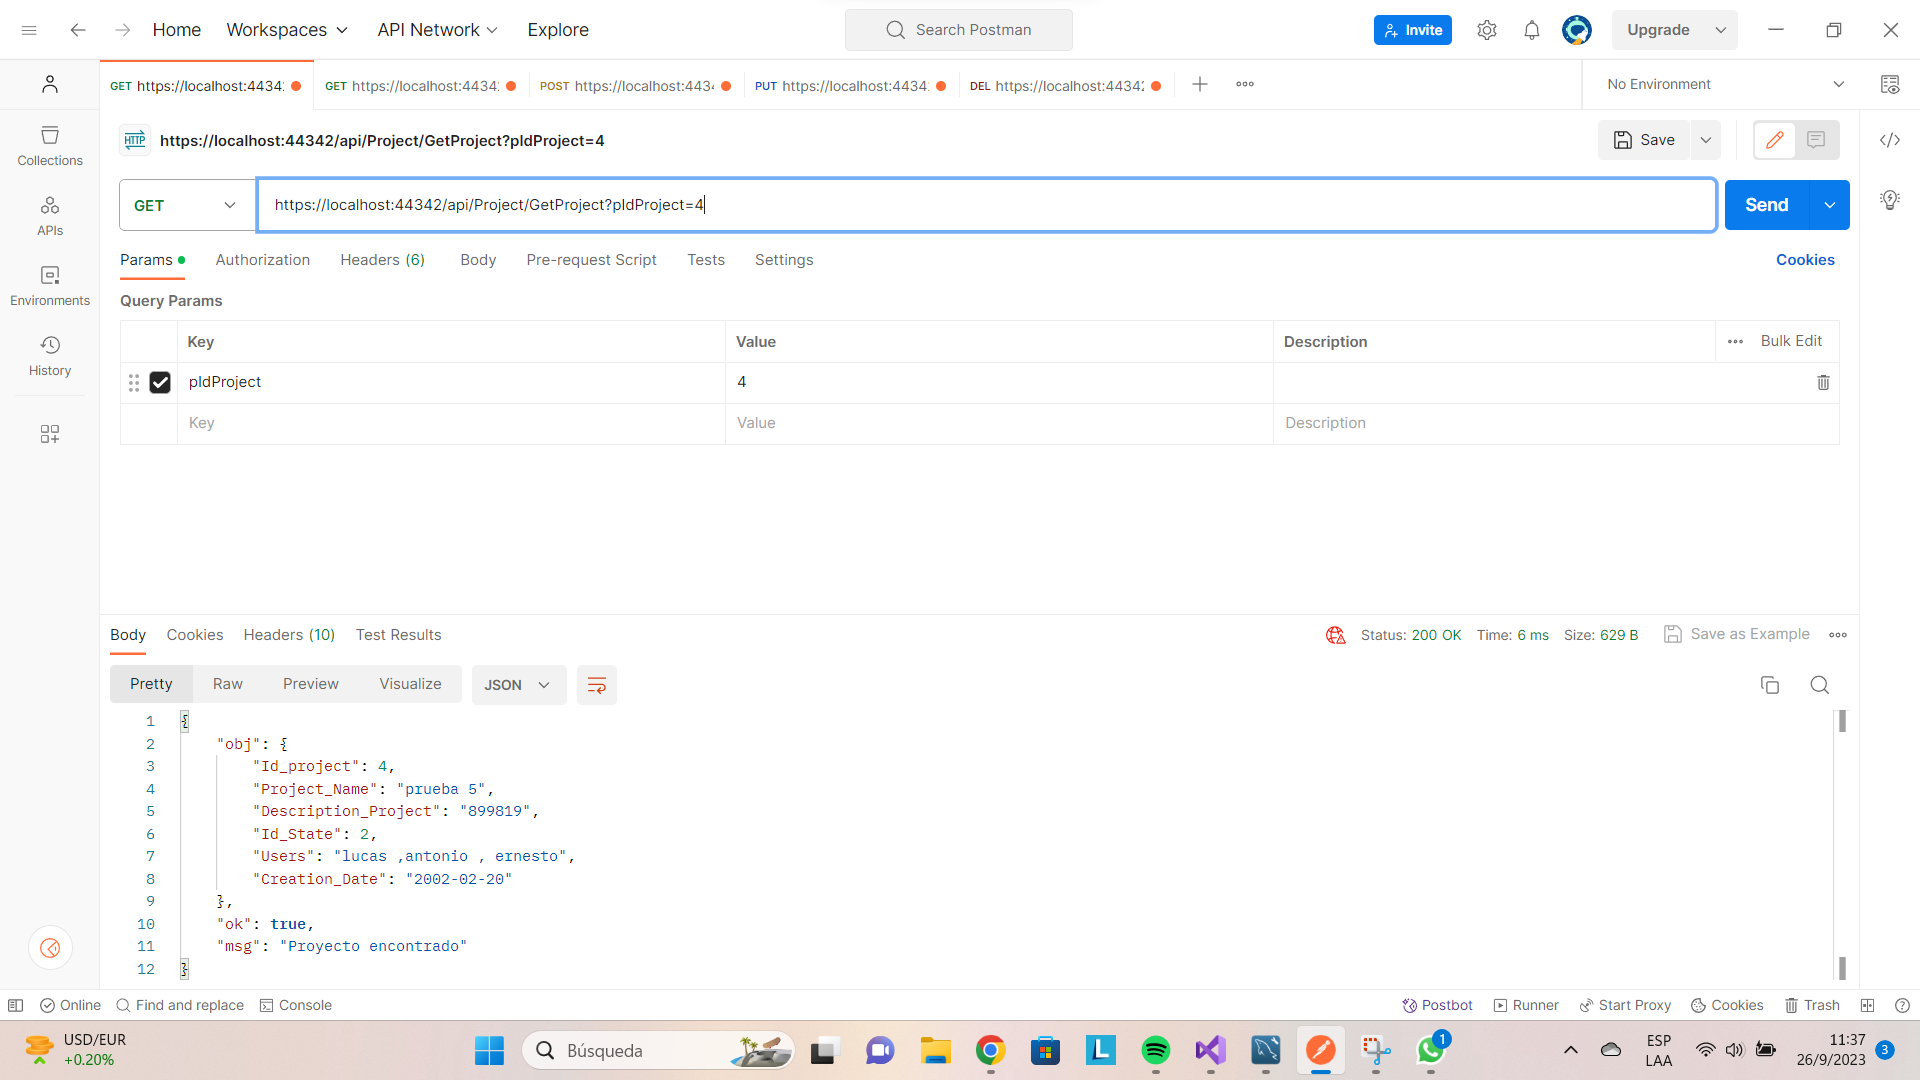 Home Workspaces API Network Explore Search Postman Invite Upgrade
GET https://localhost:4434 GET https://localhost:4434 POST https://localhost:443 PUT https://localhost:4434 DEL https://localhost:44342 No Environment
HTTP https://localhost:44342/api/Project/GetProject?pIdProject=4 Save
GET https://localhost:44342/api/Project/GetProject?pIdProject=4 Send
Params Authorization Headers (6) Body Pre-request Script Tests Settings Cookies
Query Params
Key Value Description Bulk Edit
pIdProject 4
Key Value Description
Collections
APIs
Environments
History
Body Cookies Headers (10) Test Results Status: 200 OK Time: 6 ms Size: 629 B Save as Example
Pretty Raw Preview Visualize JSON
1 {
2 "obj": {
3 "Id_project": 4,
4 "Project_Name": "prueba 5",
5 "Description_Project": "899819",
6 "Id_State": 2,
7 "Users": "lucas ,antonio , ernesto",
8 "Creation_Date": "2002-02-20"
9 },
10 "ok": true,
11 "msg": "Proyecto encontrado"
12 }
Online Find and replace Console Postbot Runner Start Proxy Cookies Trash
USD/EUR
+0.20%
Búsqueda
L
1
ESP
LAA
11:37
26/9/2023
3